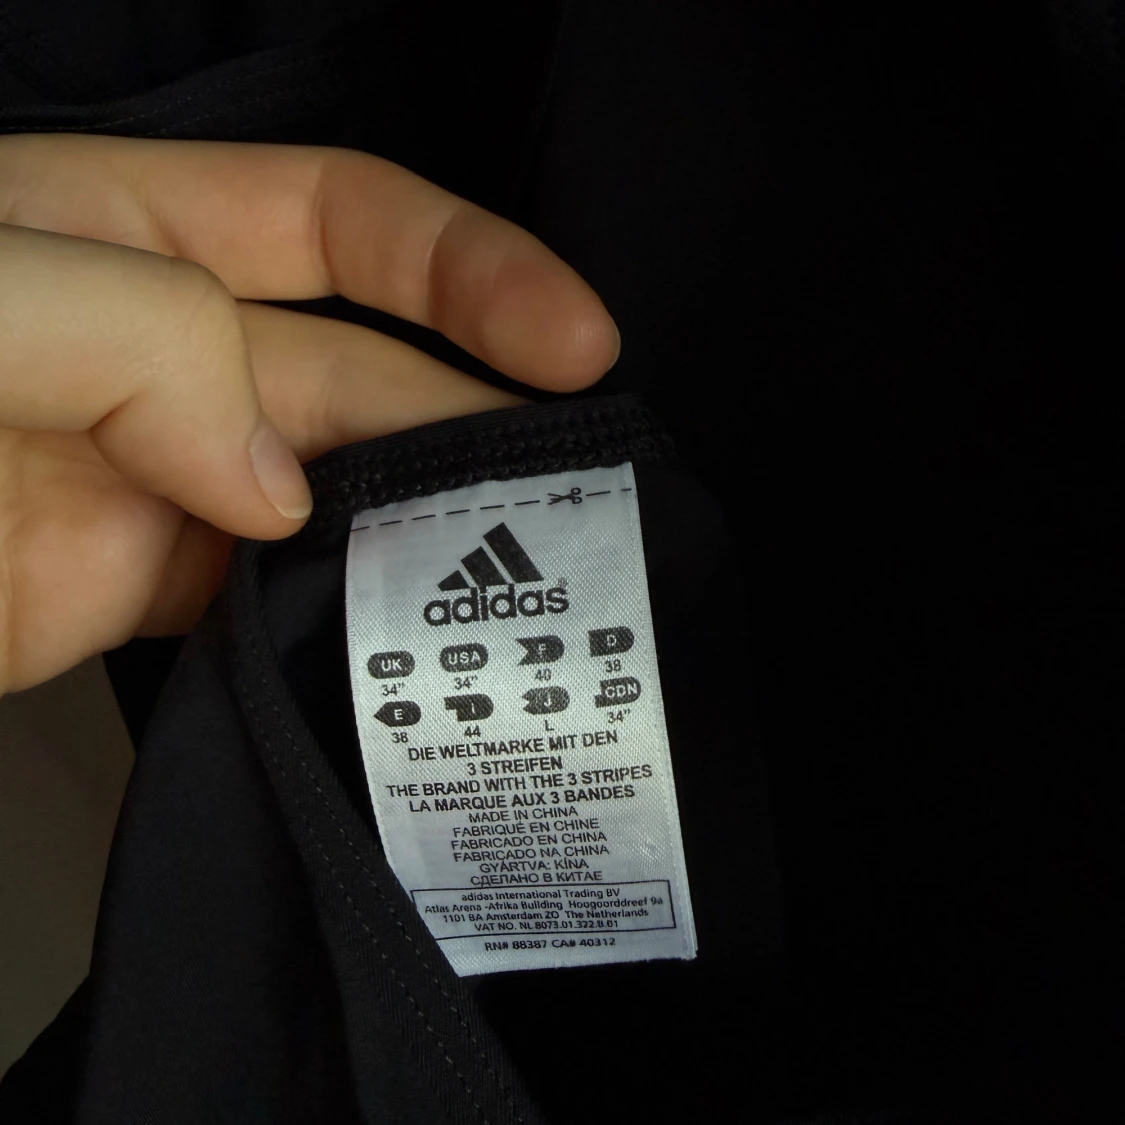 adidas®
UK USA F D
34" 34" 40 38
E I J CDN
38 44 L 34"
DIE WELTMARKE MIT DEN
3 STREIFEN
THE BRAND WITH THE 3 STRIPES
LA MARQUE AUX 3 BANDES
MADE IN CHINA
FABRIQUÉ EN CHINE
FABRICADO EN CHINA
FABRICADO NA CHINA
GYÁRTVA: KÍNA
СДЕЛАНО В КИТАЕ
adidas International Trading BV
Atlas Arena -Afrika Building Hoogoorddreef 9a
1101 BA Amsterdam ZO The Netherlands
VAT NO. NL 8073.01.322.B.01
RN# 88387 CA# 40312